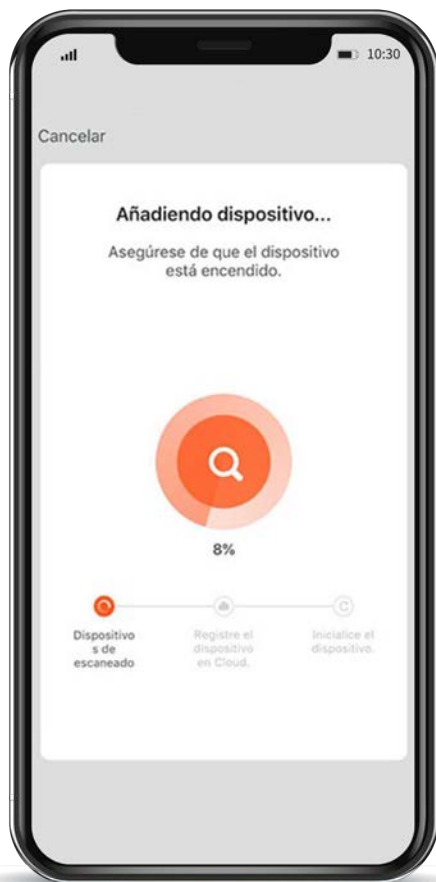 10:30
Cancelar
Añadiendo dispositivo...
Asegúrese de que el dispositivo
está encendido.
8%
Dispositivo
s de
escaneado
Registre el
dispositivo
en Cloud.
Inicialice el
dispositivo.